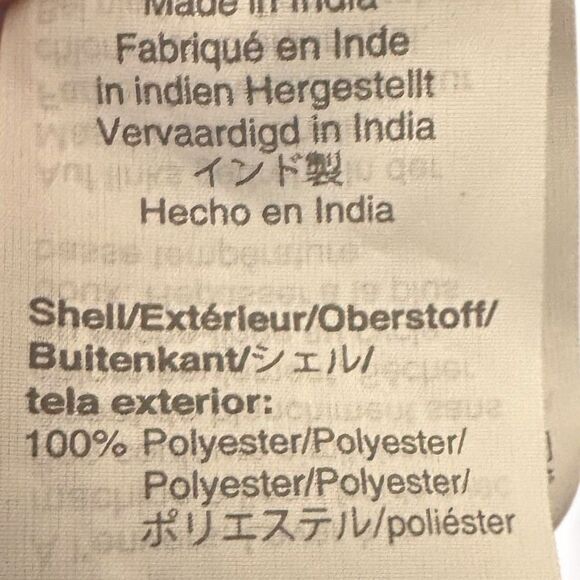 Made in India
Fabriqué en Inde
in indien Hergestellt
Vervaardigd in India
インド製
Hecho en India
Shell/Extérieur/Oberstoff/
Buitenkant/シェル/
tela exterior:
100% Polyester/Polyester/
Polyester/Polyester/
ポリエステル/poliéster